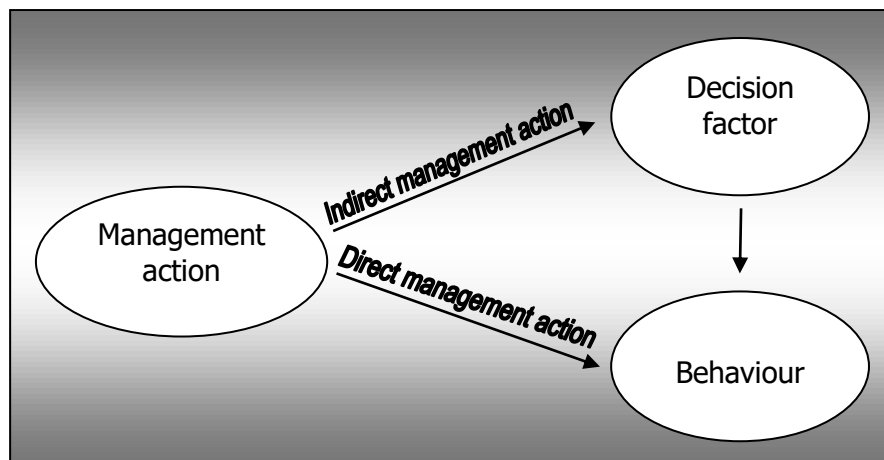 Decision
factor
Indirect management action
Management
action
Direct management action
Behaviour